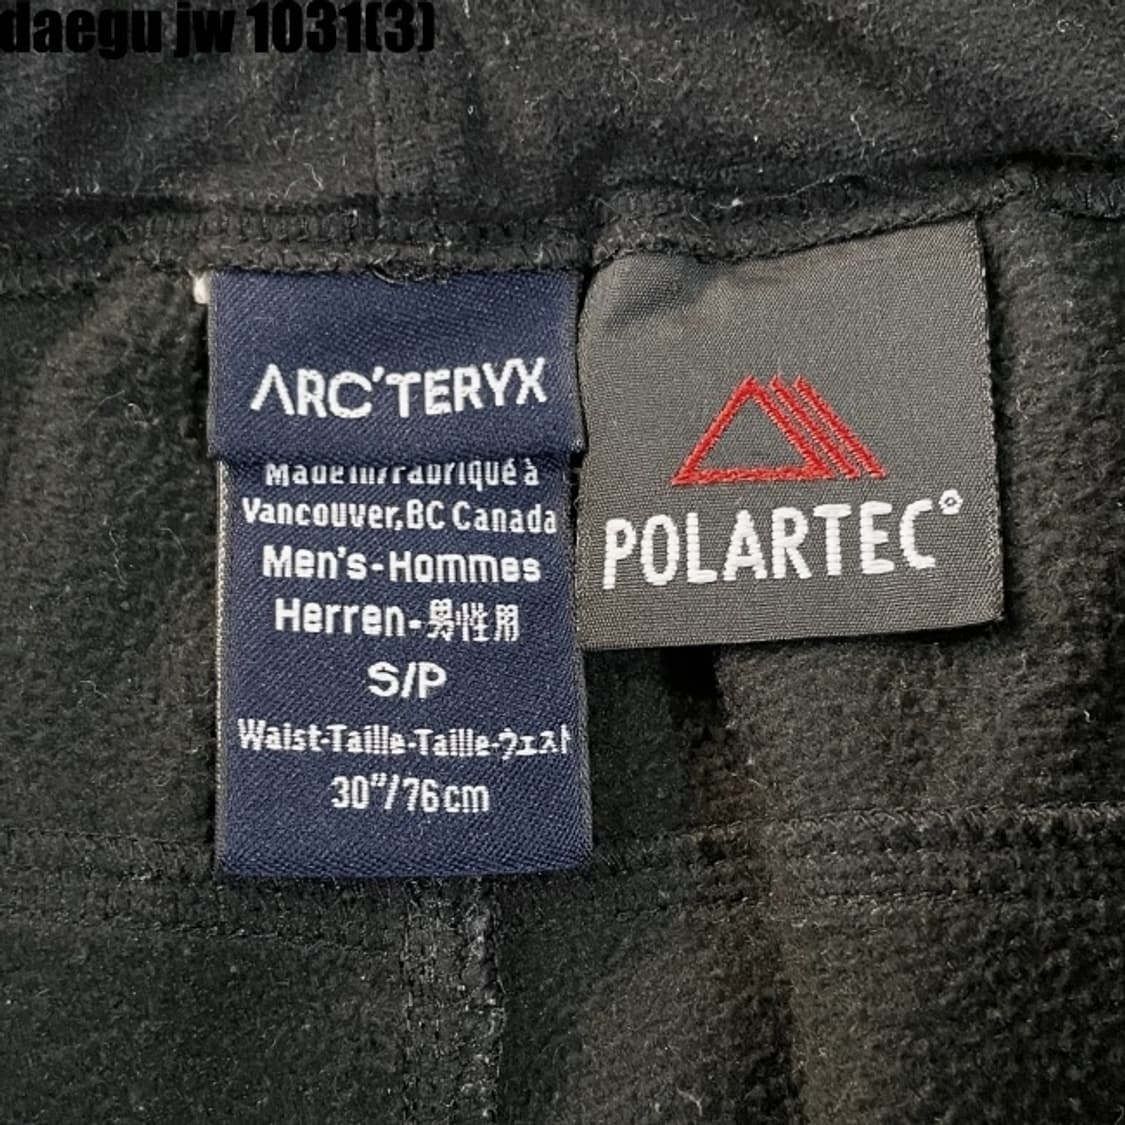 daegu jw 1031(3)
ARC'TERYX
Made in/Fabriqué à
Vancouver,BC Canada
Men's-Hommes
Herren-男性用
S/P
Waist-Taille-Taille-ウエスト
30"/76cm
POLARTEC®